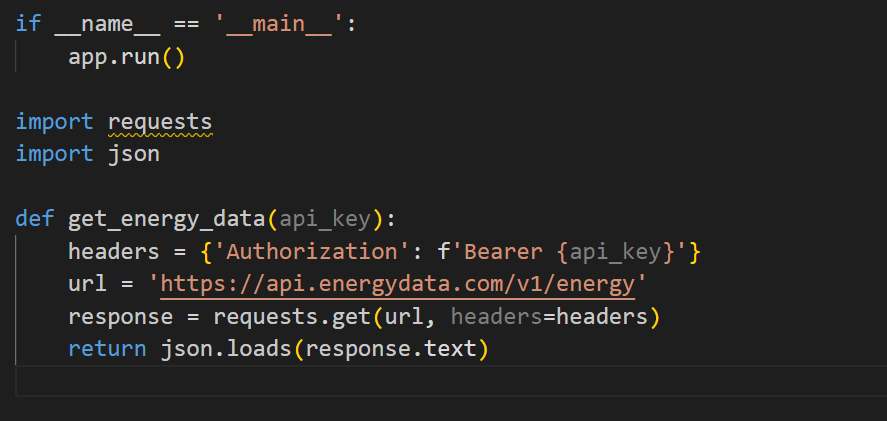 if __name__ == '__main__':
    app.run()
import requests
import json
def get_energy_data(api_key):
    headers = {'Authorization': f'Bearer {api_key}'}
    url = 'https://api.energydata.com/v1/energy'
    response = requests.get(url, headers=headers)
    return json.loads(response.text)